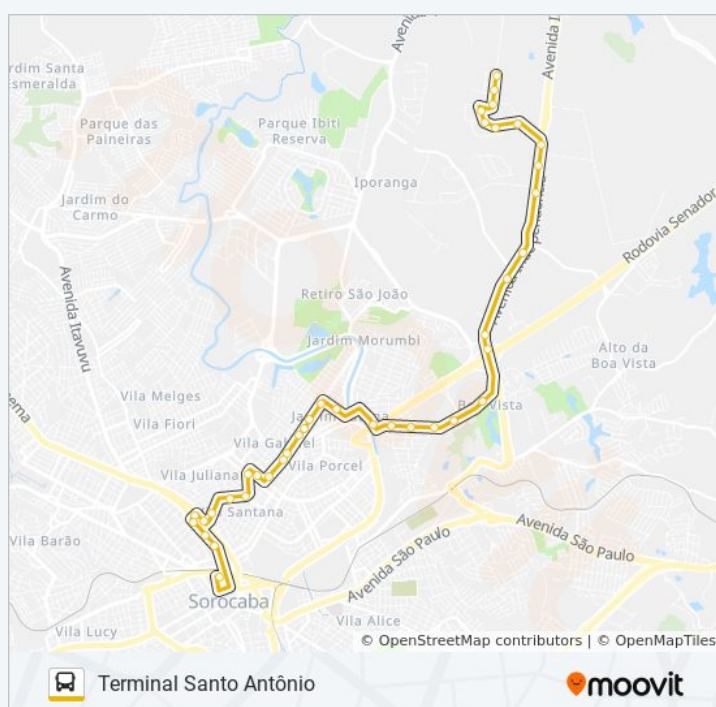 Avenida
Avenida I
rdim Santa
Esmeralda
Parque das
Paineiras
Parque Ibiti
Reserva
Iporanga
Jardim do
Carmo
Rodovia Senador
Avenida Itavuvu
Retiro São João
Jardim Morumbi
Alto da
Boa Vista
Vila Melges
Vila Fiori
Vila Gabriel
Vila Porcel
Vila Juliana
Santana
Vila Barão
Avenida São Paulo
Avenida São Paulo
Sorocaba
Vila Lucy
Vila Alice
© OpenStreetMap contributors | © OpenMapTiles
Terminal Santo Antônio
moovit